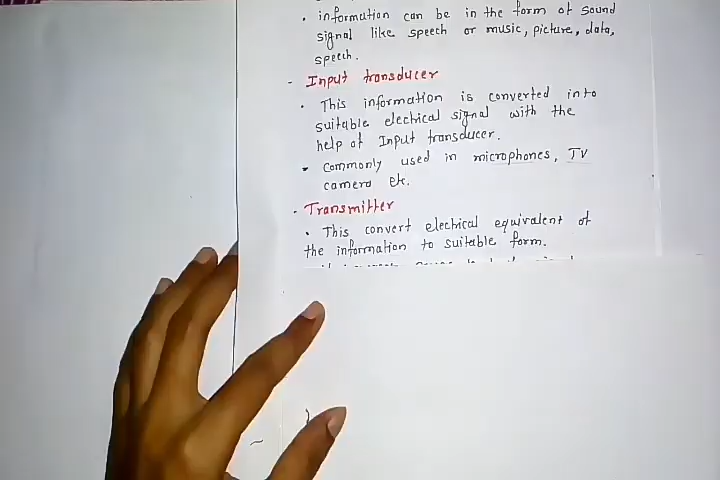 . information can be in the form of sound
signal like speech or music, picture, data,
speech.
- Input transducer
. This information is converted into
suitable electrical signal with the
help of Input transducer.
- commonly used in microphones, TV
camera etc.
- Transmitter
. This convert electrical equivalent of
the information to suitable form.